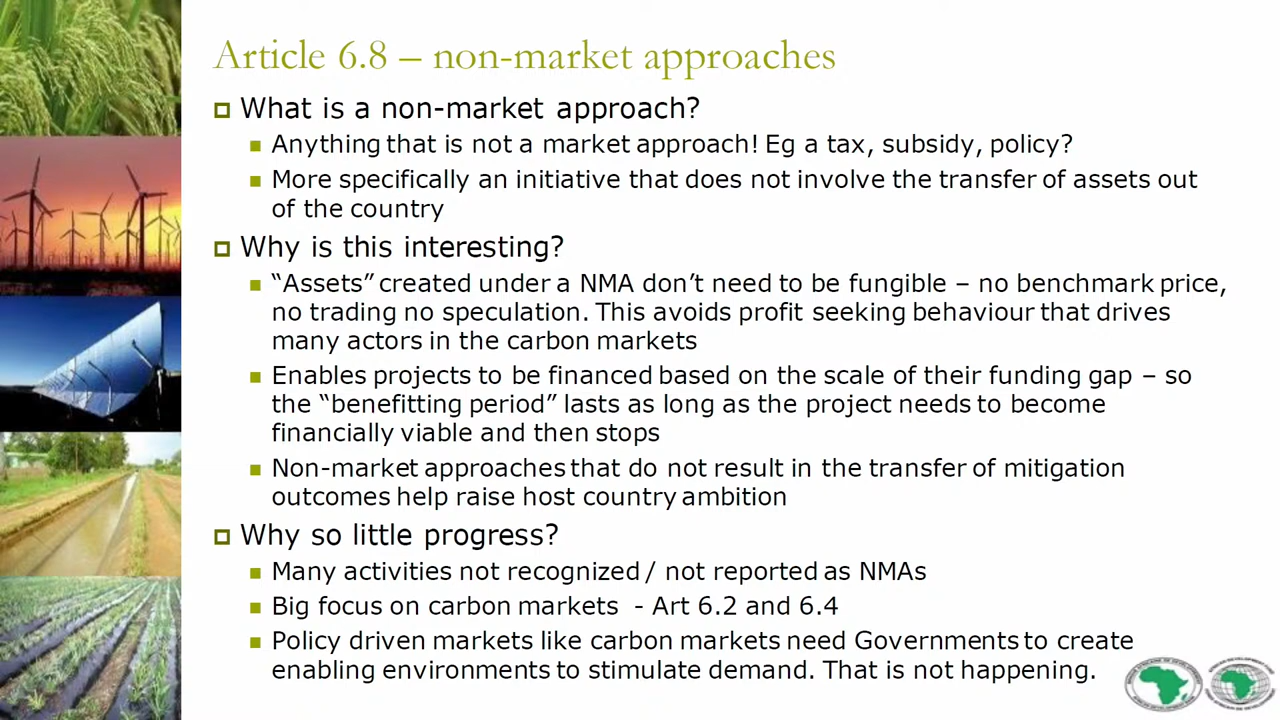 Article 6.8 – non-market approaches
What is a non-market approach?
Anything that is not a market approach! Eg a tax, subsidy, policy?
More specifically an initiative that does not involve the transfer of assets out
of the country
Why is this interesting?
“Assets” created under a NMA don’t need to be fungible – no benchmark price,
no trading no speculation. This avoids profit seeking behaviour that drives
many actors in the carbon markets
Enables projects to be financed based on the scale of their funding gap – so
the “benefitting period” lasts as long as the project needs to become
financially viable and then stops
Non-market approaches that do not result in the transfer of mitigation
outcomes help raise host country ambition
Why so little progress?
Many activities not recognized / not reported as NMAs
Big focus on carbon markets  - Art 6.2 and 6.4
Policy driven markets like carbon markets need Governments to create
enabling environments to stimulate demand. That is not happening.